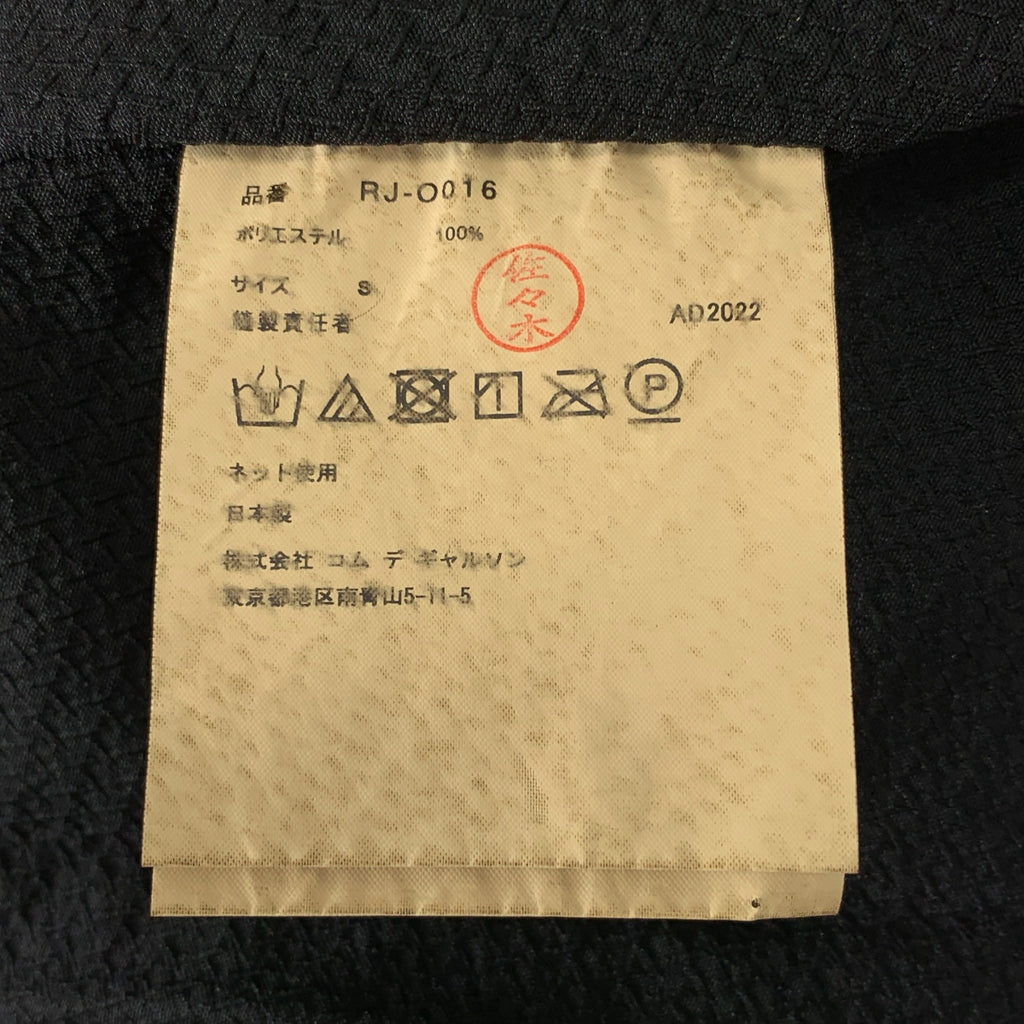 品番 RJ-O016
ポリエステル 100%
サイズ S
縫製責任者 佐々木 AD2022
P
ネット使用
日本製
株式会社 コム デ ギャルソン
東京都港区南青山5-11-5